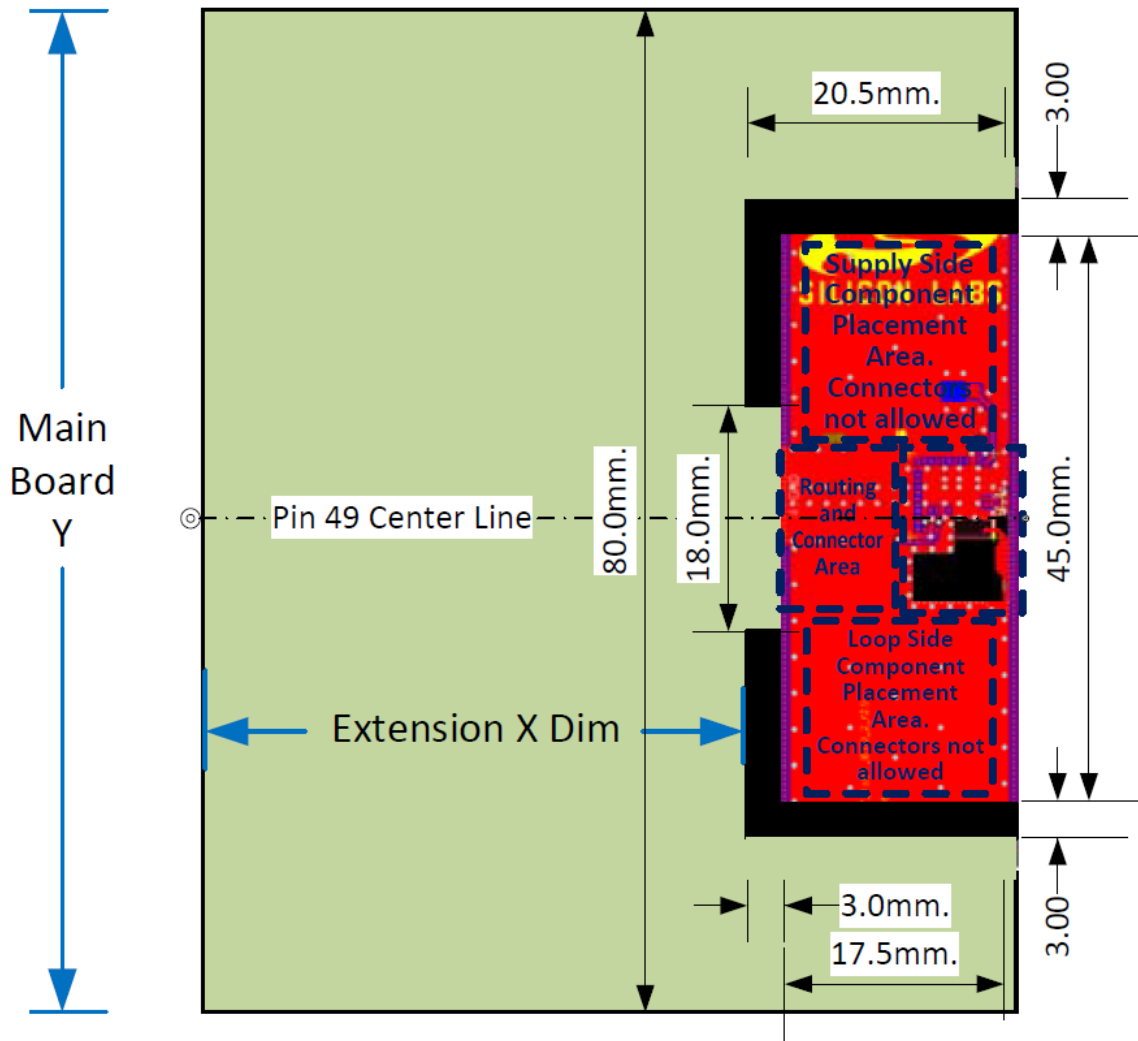 20.5mm.
3.00
Supply Side
Component
Placement
Area.
Connectors
not allowed
SILICON LABS
Main
Board
Y
Pin 49 Center Line
80.0mm.
18.0mm.
Routing
and
Connector
Area
45.0mm.
Loop Side
Component
Placement
Area.
Connectors not
allowed
Extension X Dim
3.0mm.
17.5mm.
3.00